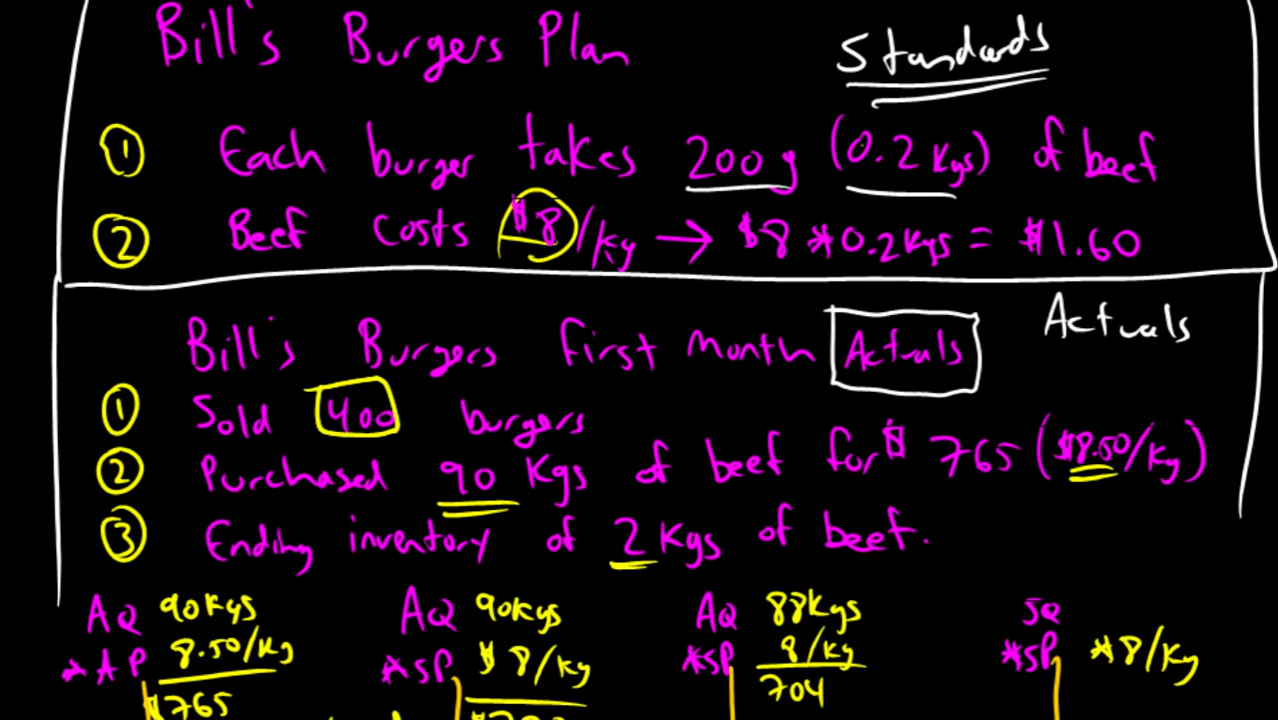 Bill's Burgers Plan
Standards
① Each burger takes 200g (0.2 Kgs) of beef
② Beef costs $8/kg → $8 * 0.2Kgs = $1.60
Actuals
Bill's Burgers first month Actuals
① Sold 400 burgers
② Purchased 90 Kgs of beef for $ 765 ($8.50/kg)
③ Ending inventory of 2 Kgs of beef.
AQ 90Kgs AQ 90Kgs AQ 88Kgs SQ
*AP 8.50/kg *SP $8/kg *SP 8/kg *SP *8/kg
$765 704